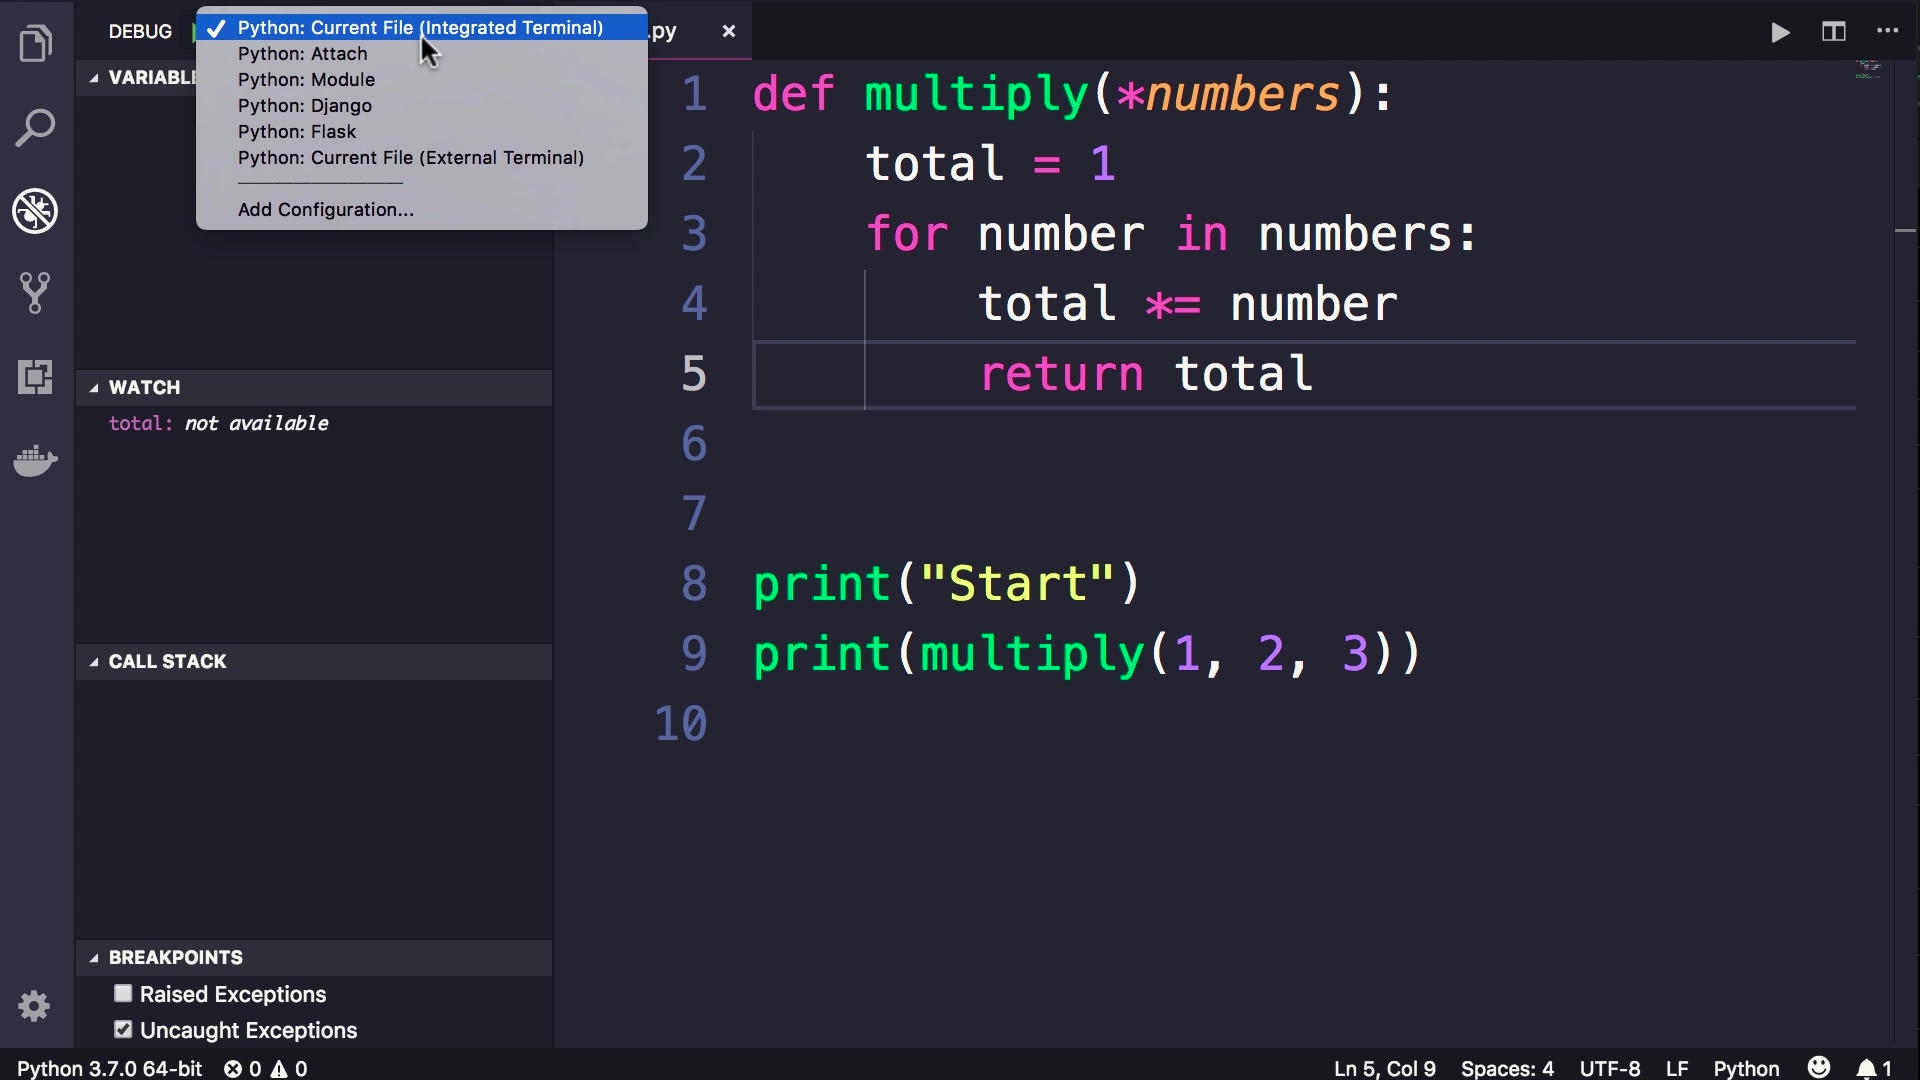 DEBUG
✓ Python: Current File (Integrated Terminal)
Python: Attach
Python: Module
Python: Django
Python: Flask
Python: Current File (External Terminal)
Add Configuration...
.py ×
VARIABLE
WATCH
total: not available
CALL STACK
BREAKPOINTS
Raised Exceptions
Uncaught Exceptions
1 def multiply(*numbers):
2     total = 1
3     for number in numbers:
4         total *= number
5         return total
6
7
8 print("Start")
9 print(multiply(1, 2, 3))
10
Python 3.7.0 64-bit 0 0 Ln 5, Col 9 Spaces: 4 UTF-8 LF Python 1